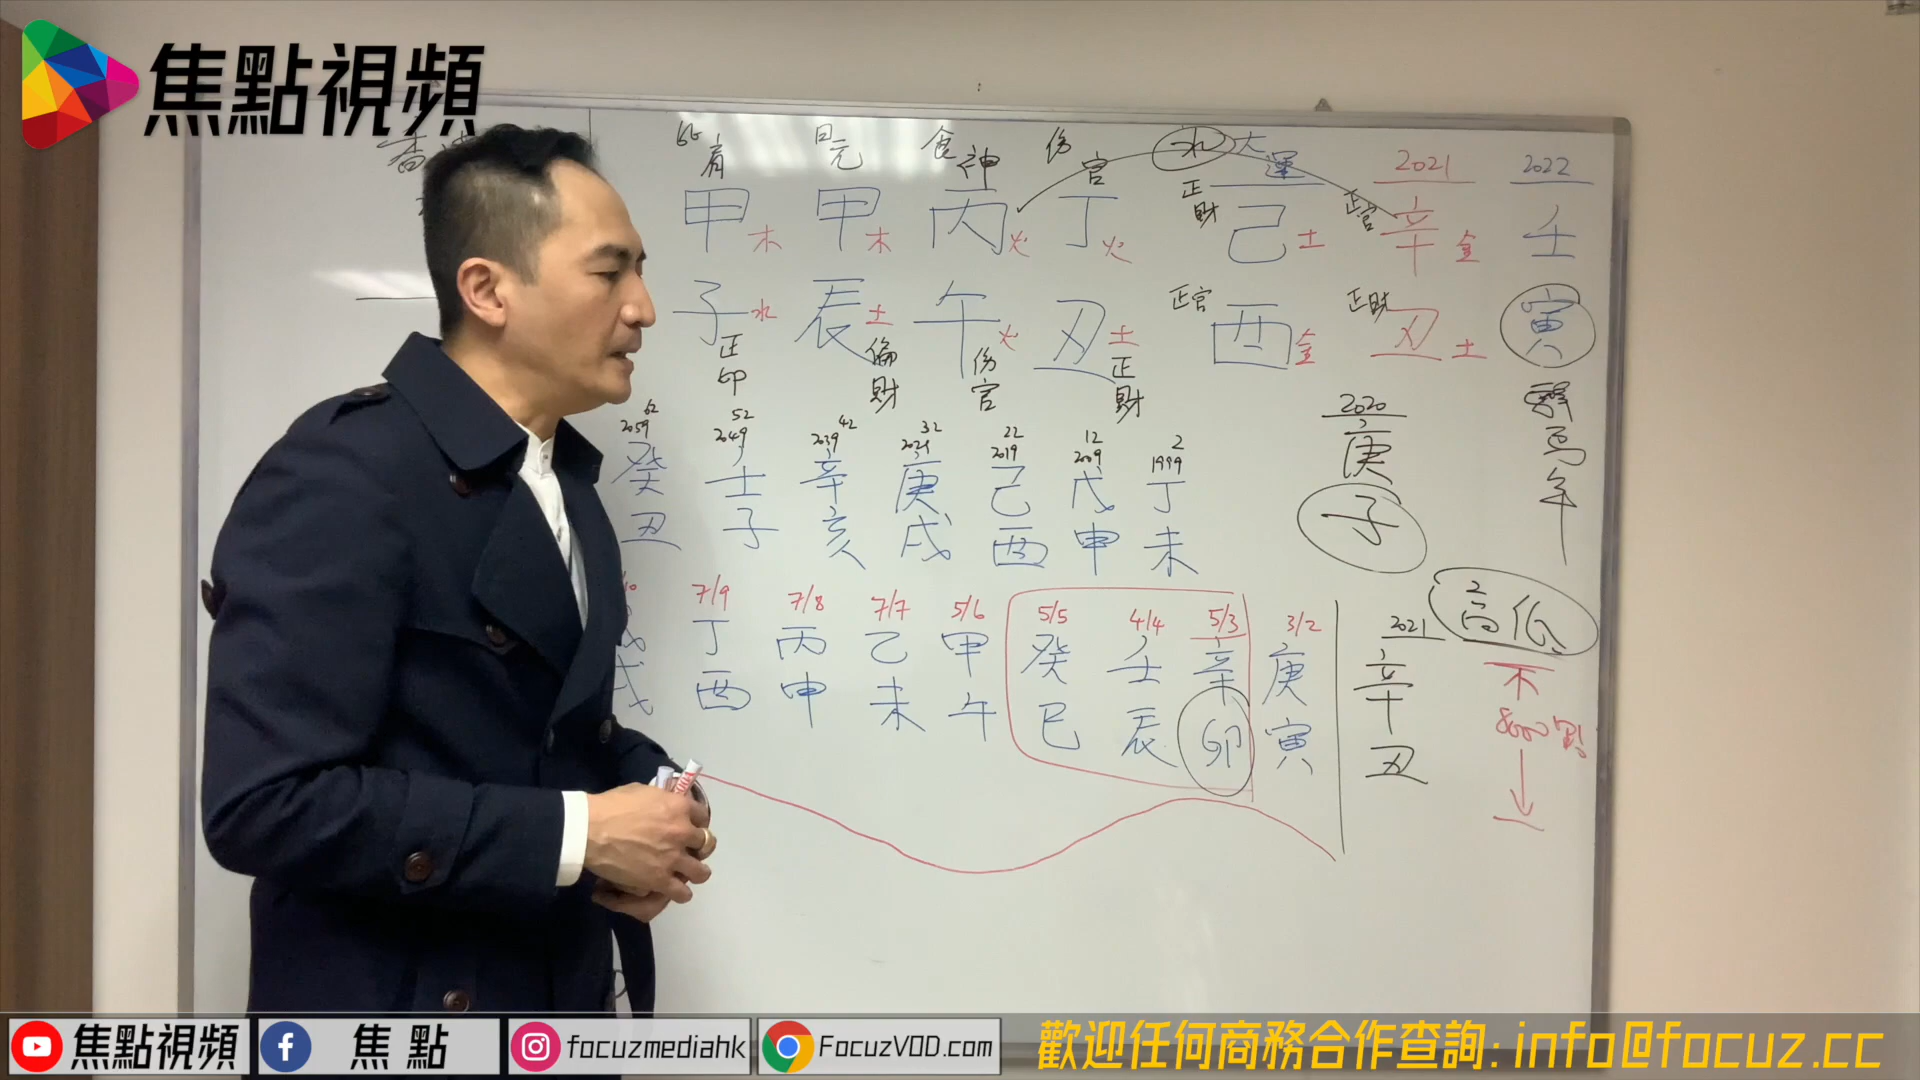 焦點視頻
香
比肩 日元 食神 傷官 水 大運 2021 2022
甲木 甲木 丙火 丁火 正財 己土 正官 辛金 壬
子水 辰土 午火 丑土 正官 酉金 正財 丑土 寅
正印 偏財 傷官 正財
驛馬年
2020
庚
子
62 52 42 32 22 12 2
2059 2049 2039 2029 2019 2009 1999
癸 壬 辛 庚 己 戊 丁
丑 子 亥 戌 酉 申 未
高低
7/9 7/8 7/7 5/6 5/5 4/4 5/3 3/2 2021
丁 丙 乙 甲 癸 壬 辛 庚 辛
戌 酉 申 未 午 巳 辰 卯 寅 丑
不
8000點
焦點視頻
焦點
focuzmediahk
FocuzVOD.com
歡迎任何商務合作查詢: info@focuz.cc